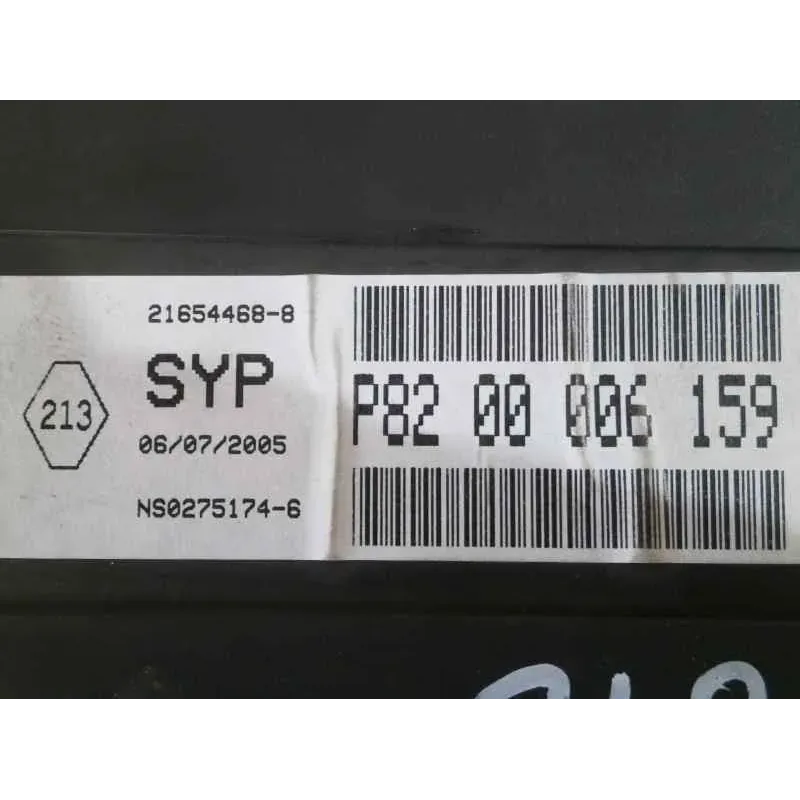 21654468-8
SYP
213
06/07/2005
NS0275174-6
P82 00 006 159